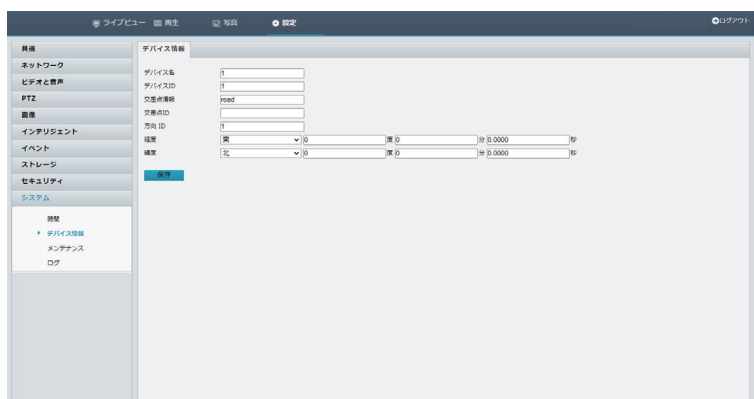 ライブビュー 再生 写真 設定 ログアウト
共通
ネットワーク
ビデオと音声
PTZ
画像
インテリジェント
イベント
ストレージ
セキュリティ
システム
時間
デバイス情報
メンテナンス
ログ
デバイス情報
デバイス名 1
デバイスID 1
交差点情報 road
交差点ID
方向 ID 1
経度 東 0 度 0 分 0.0000 秒
緯度 北 0 度 0 分 0.0000 秒
保存